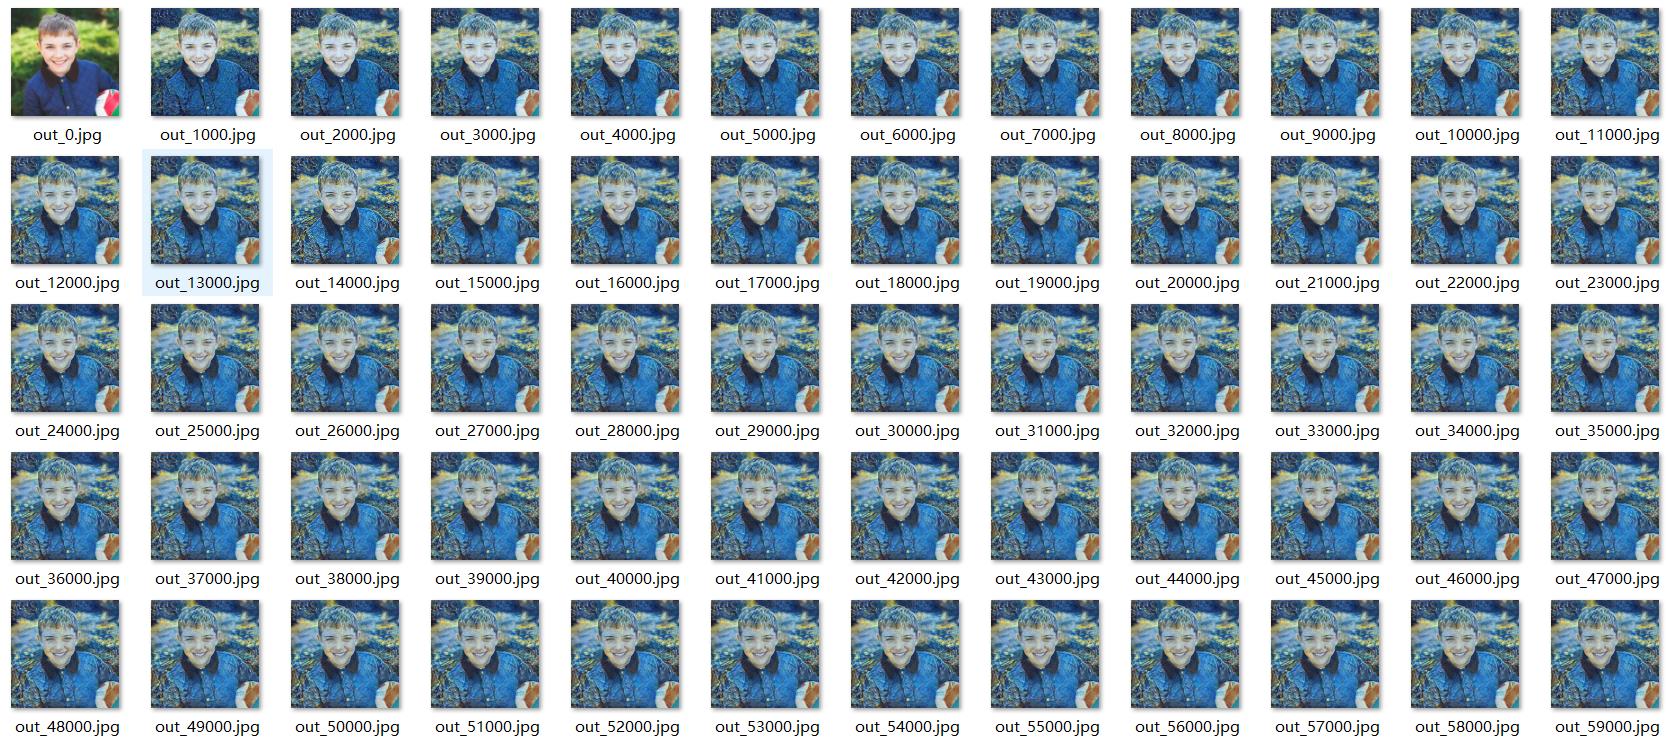 out_0.jpg out_1000.jpg out_2000.jpg out_3000.jpg out_4000.jpg out_5000.jpg out_6000.jpg out_7000.jpg out_8000.jpg out_9000.jpg out_10000.jpg out_11000.jpg
out_12000.jpg out_13000.jpg out_14000.jpg out_15000.jpg out_16000.jpg out_17000.jpg out_18000.jpg out_19000.jpg out_20000.jpg out_21000.jpg out_22000.jpg out_23000.jpg
out_24000.jpg out_25000.jpg out_26000.jpg out_27000.jpg out_28000.jpg out_29000.jpg out_30000.jpg out_31000.jpg out_32000.jpg out_33000.jpg out_34000.jpg out_35000.jpg
out_36000.jpg out_37000.jpg out_38000.jpg out_39000.jpg out_40000.jpg out_41000.jpg out_42000.jpg out_43000.jpg out_44000.jpg out_45000.jpg out_46000.jpg out_47000.jpg
out_48000.jpg out_49000.jpg out_50000.jpg out_51000.jpg out_52000.jpg out_53000.jpg out_54000.jpg out_55000.jpg out_56000.jpg out_57000.jpg out_58000.jpg out_59000.jpg